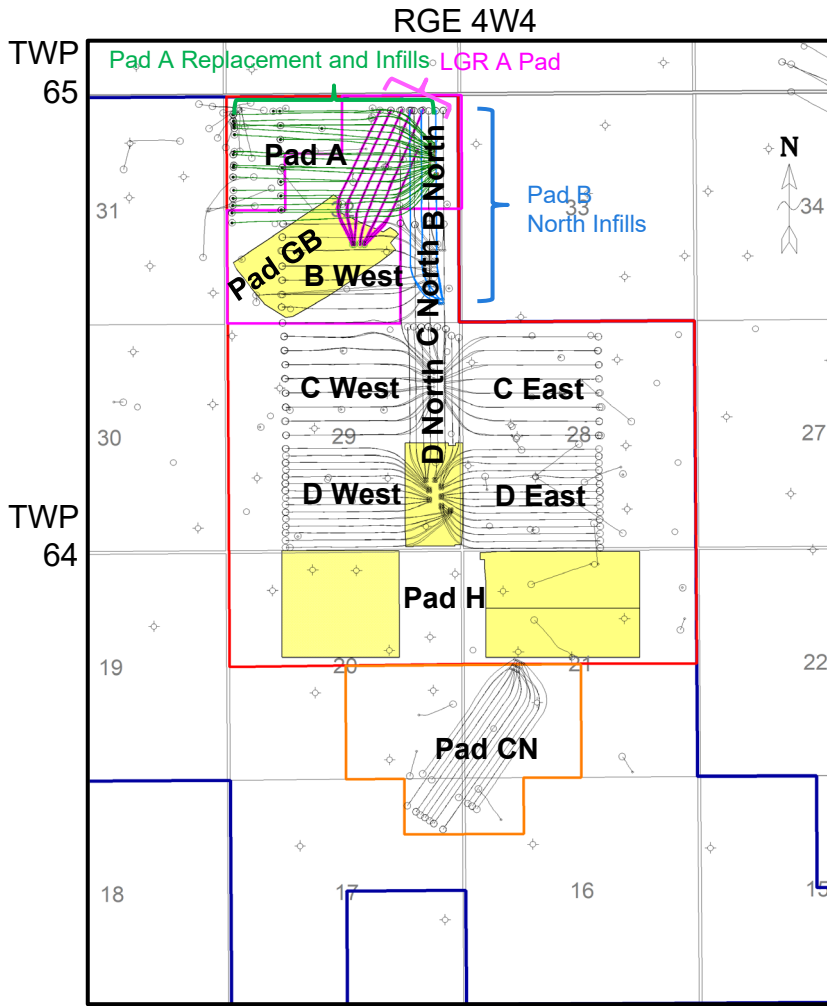 RGE 4W4
TWP
65
Pad A Replacement and Infills
LGR A Pad
Pad A
B North
N
31
33
34
Pad B
North Infills
Pad GB
B West
C North
C West
C East
30
29
28
27
D North
D West
D East
TWP
64
Pad H
19
20
21
22
Pad CN
18
17
16
15